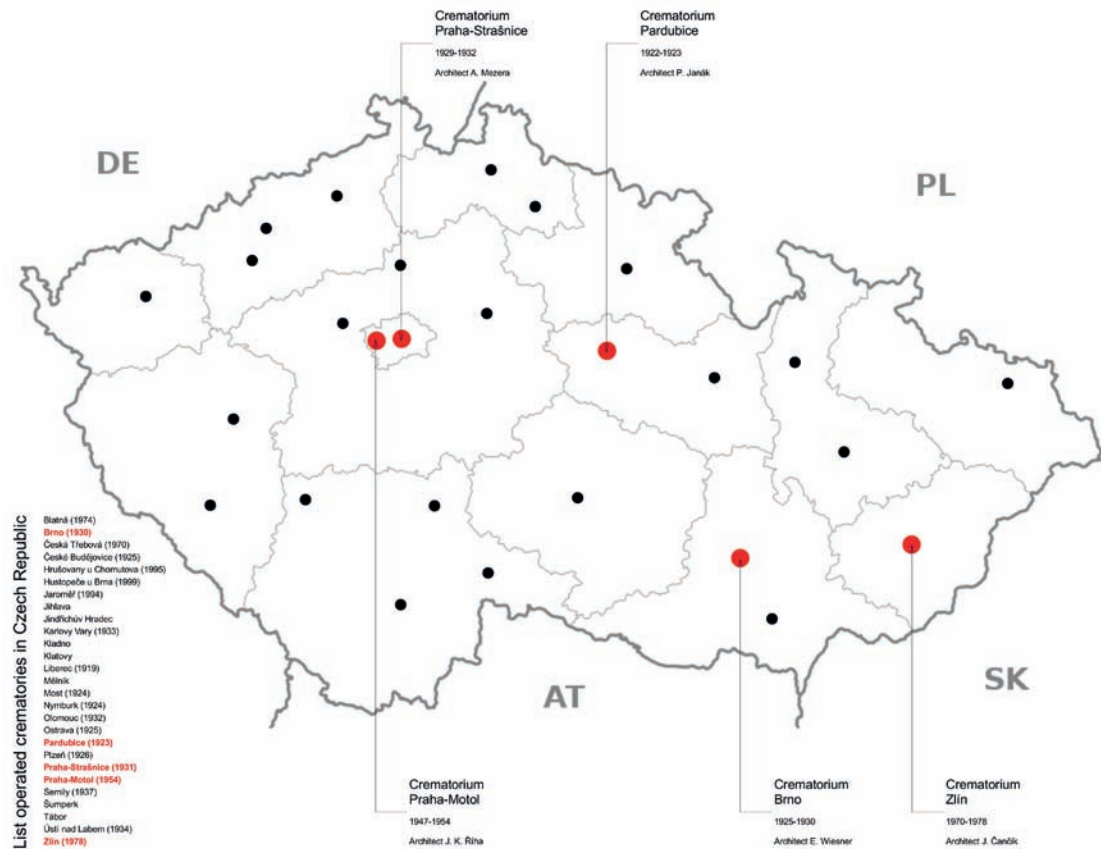 Crematorium
Praha-Strašnice
1929-1932
Architect A. Mezera
Crematorium
Pardubice
1922-1923
Architect P. Janák
DE
PL
AT
SK
List operated crematories in Czech Republic
Blatná (1974)
Brno (1930)
Česká Třebová (1970)
České Budějovice (1925)
Hrušovany u Chomutova (1995)
Hustopeče u Brna (1999)
Jaroměř (1994)
Jihlava
Jindřichův Hradec
Karlovy Vary (1933)
Kladno
Klatovy
Liberec (1919)
Mělník
Most (1924)
Nymburk (1924)
Olomouc (1932)
Ostrava (1925)
Pardubice (1923)
Plzeň (1926)
Praha-Strašnice (1931)
Praha-Motol (1954)
Semily (1937)
Šumperk
Tábor
Ústí nad Labem (1934)
Zlín (1978)
Crematorium
Praha-Motol
1947-1954
Architect J. K. Říha
Crematorium
Brno
1925-1930
Architect E. Wiesner
Crematorium
Zlín
1970-1978
Architect J. Čančík